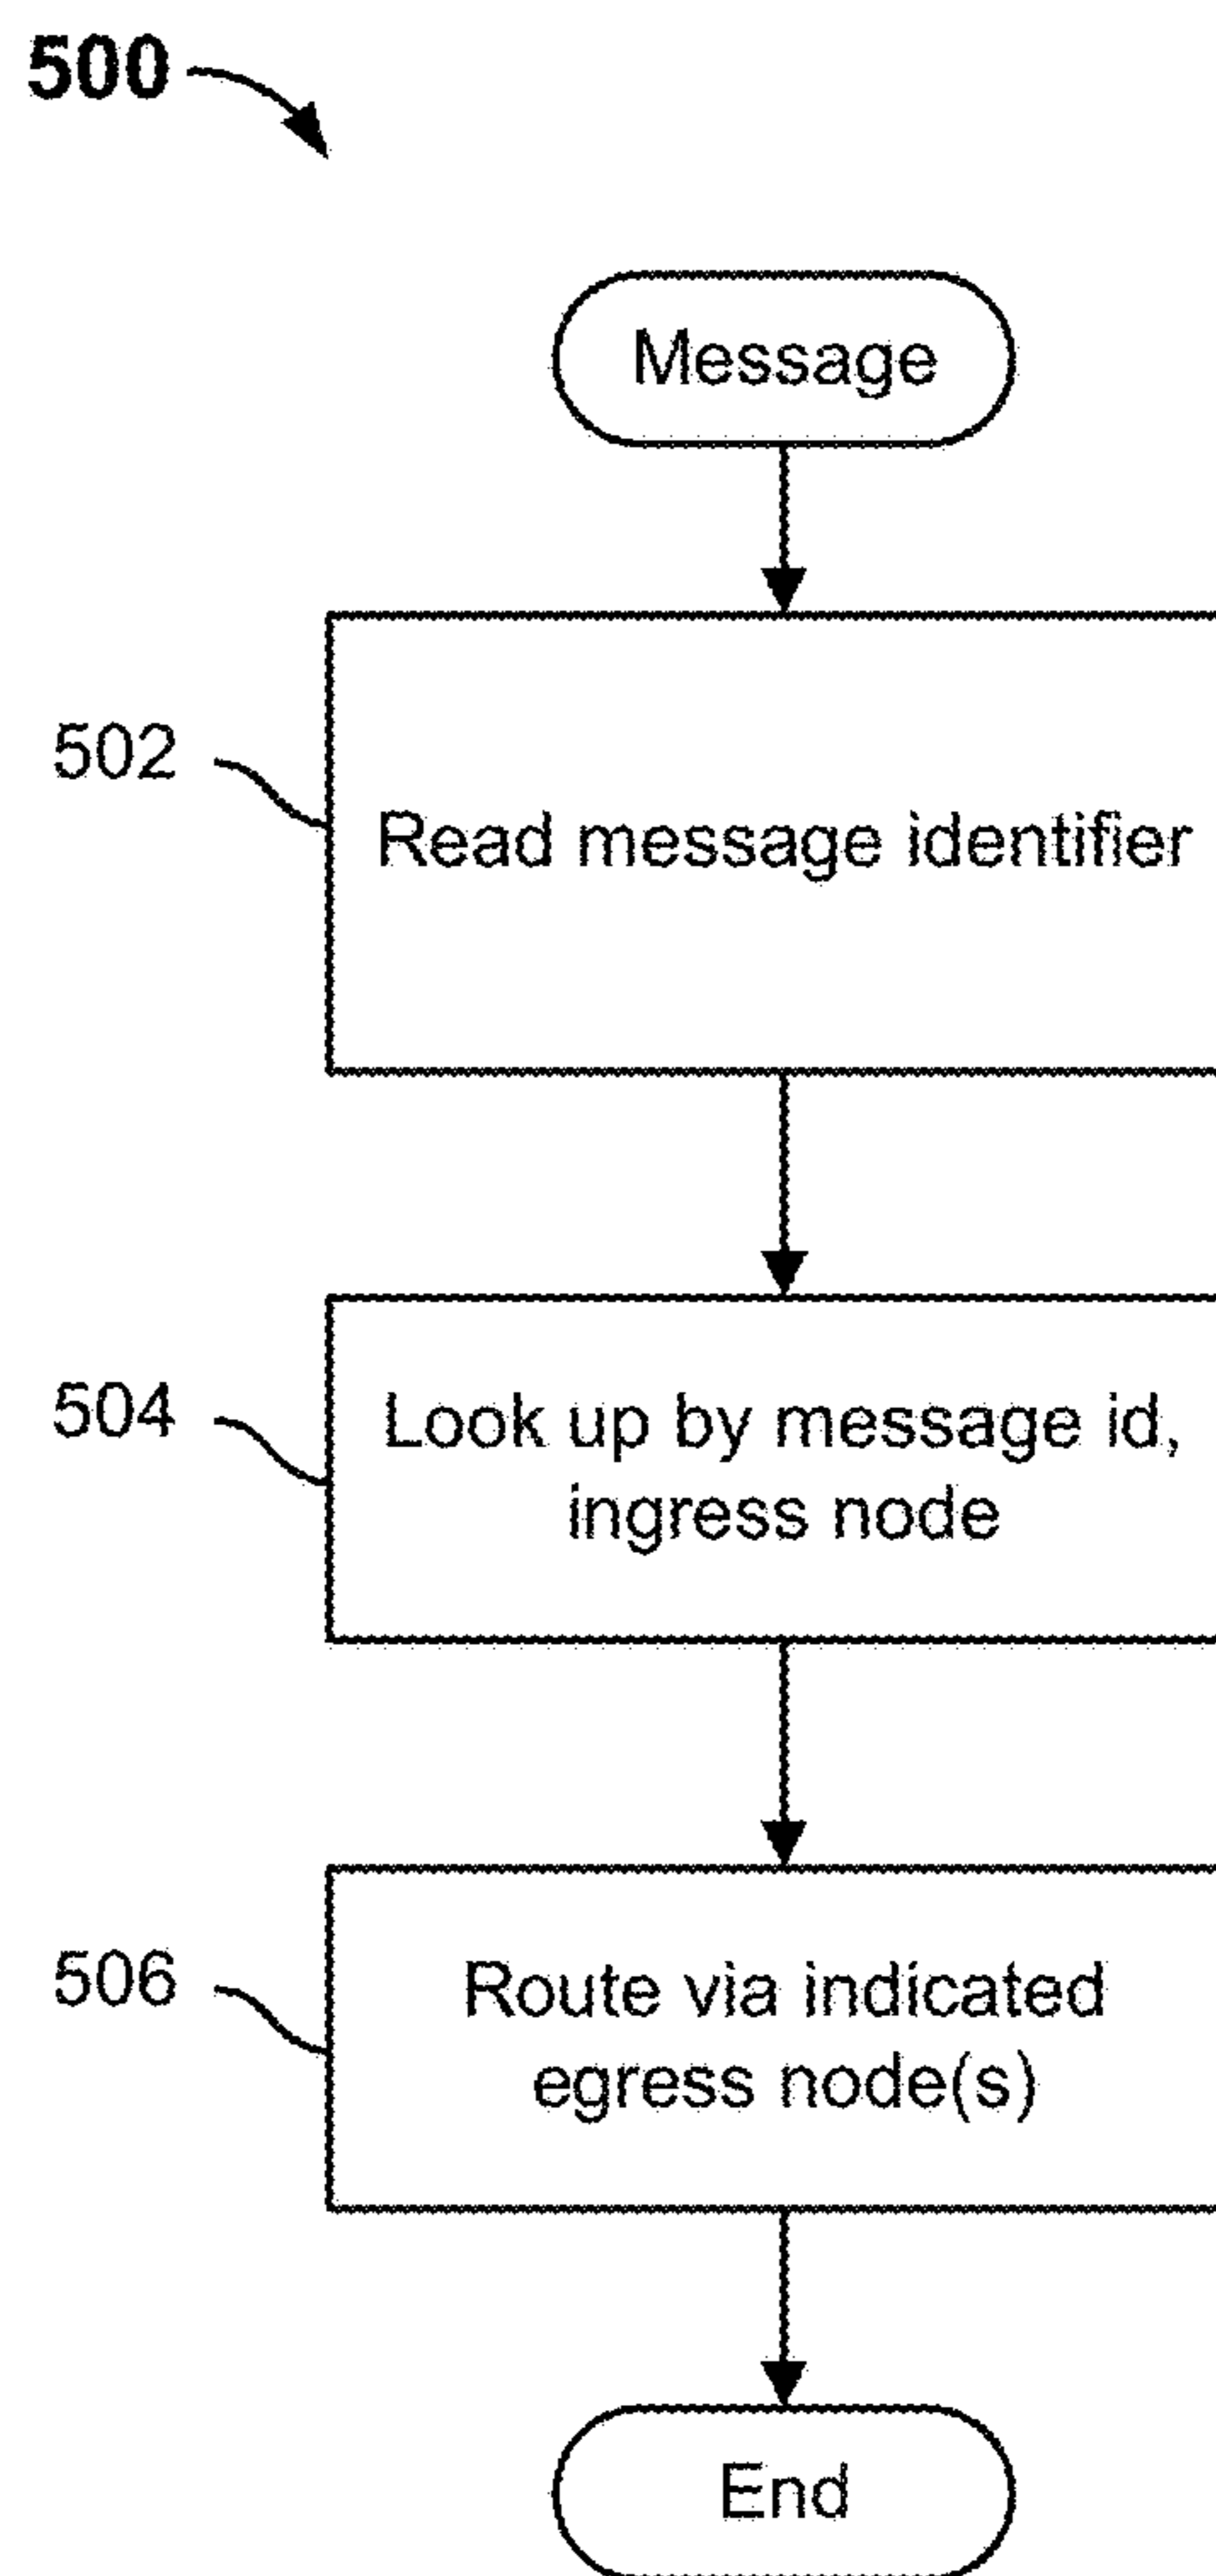 500
Message
502
Read message identifier
504
Look up by message id,
ingress node
506
Route via indicated
egress node(s)
End